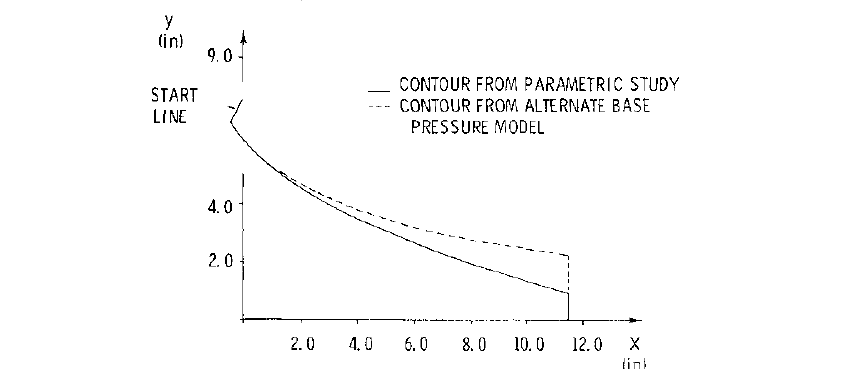 y
(in)
9.0
START
LINE
CONTOUR FROM PARAMETRIC STUDY
CONTOUR FROM ALTERNATE BASE
PRESSURE MODEL
4.0
2.0
2.0 4.0 6.0 8.0 10.0 12.0 X
(in)